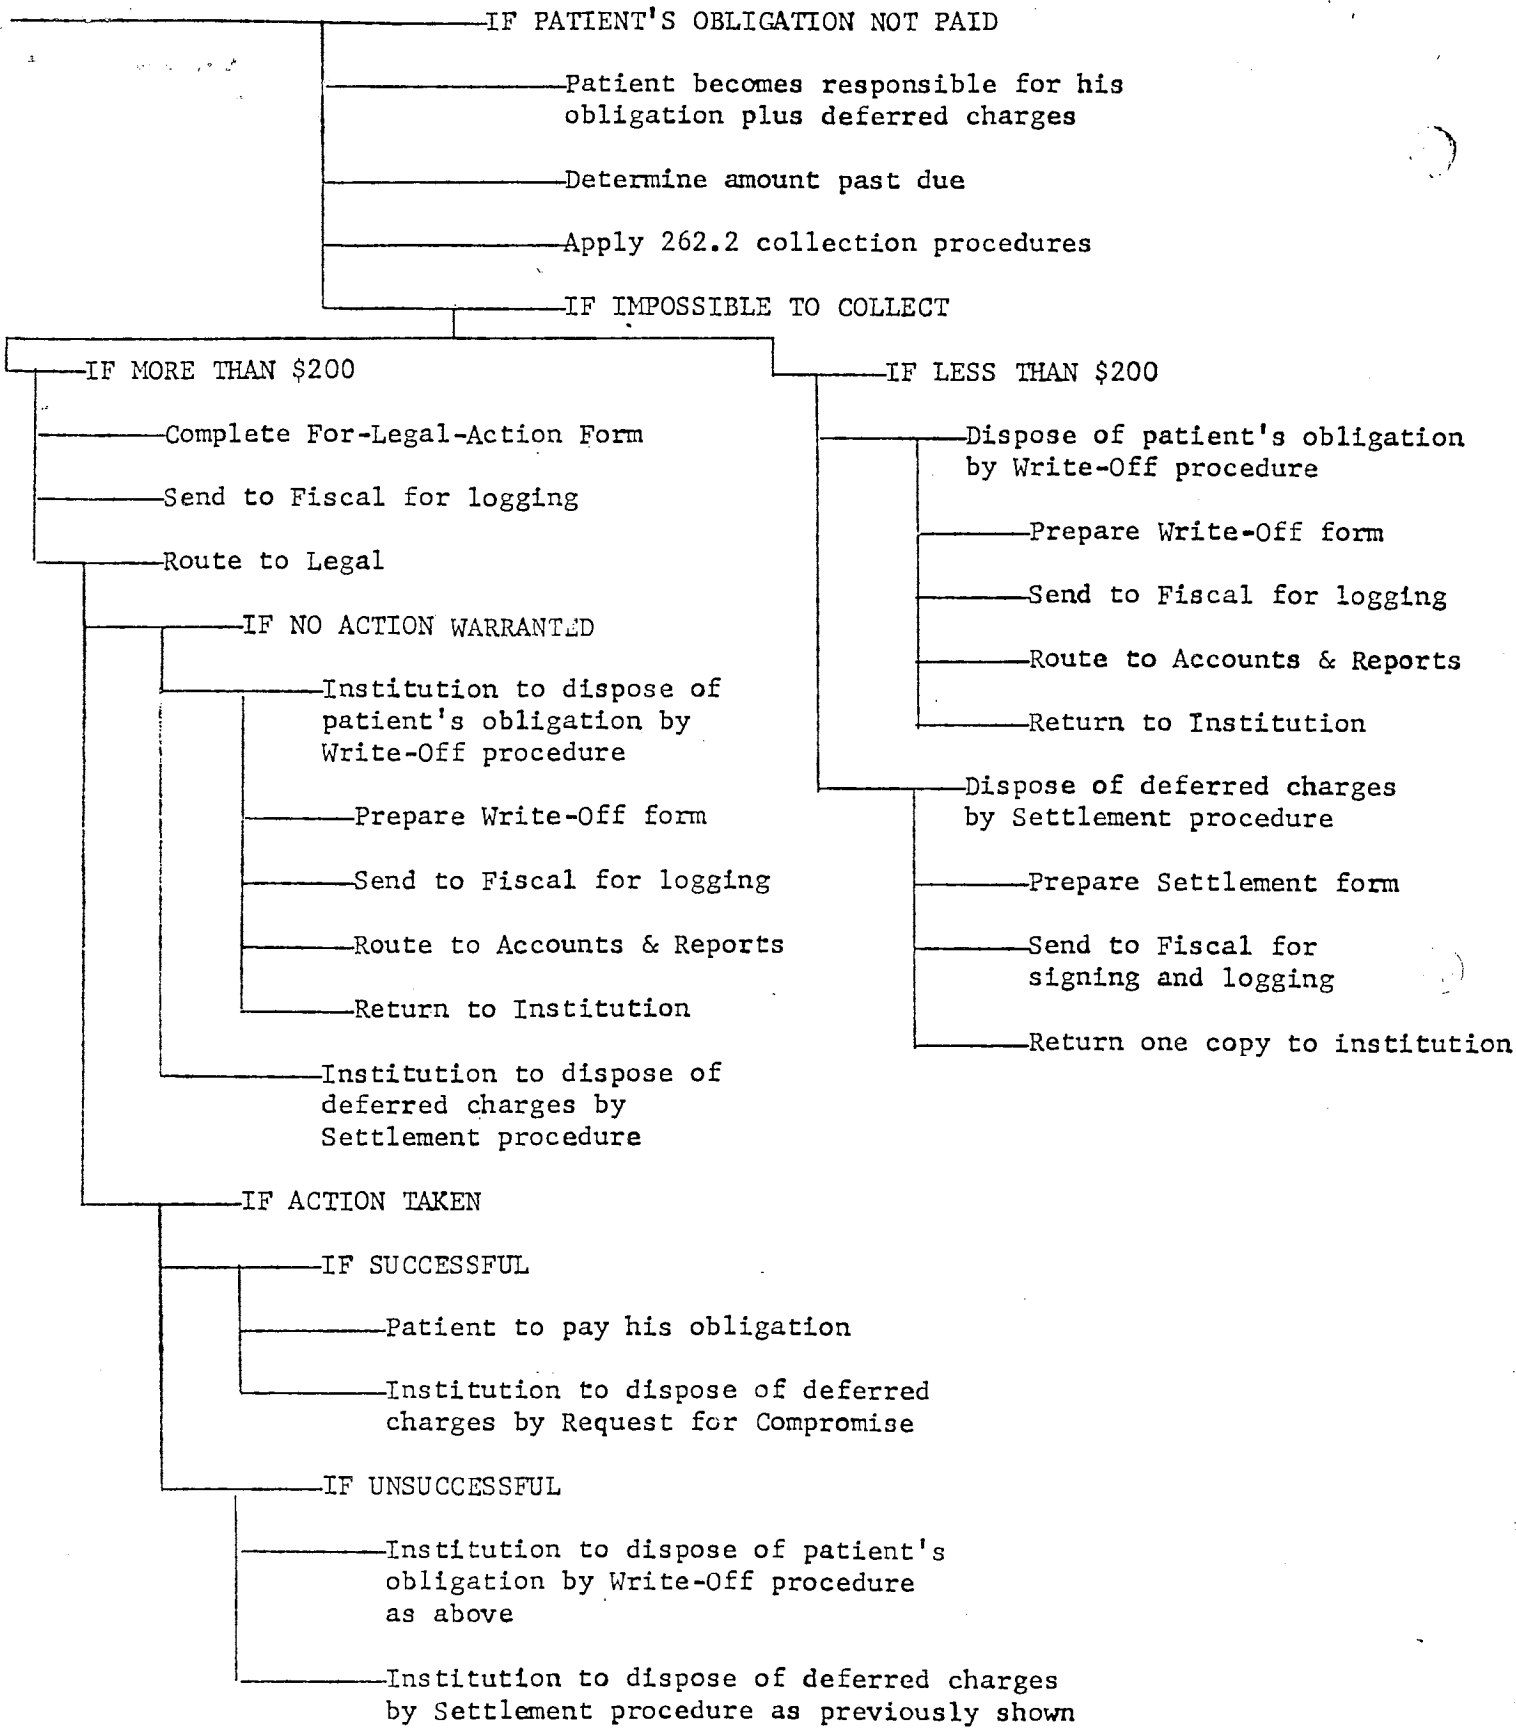 IF PATIENT'S OBLIGATION NOT PAID
Patient becomes responsible for his
obligation plus deferred charges
Determine amount past due
Apply 262.2 collection procedures
IF IMPOSSIBLE TO COLLECT
IF MORE THAN $200
Complete For-Legal-Action Form
Send to Fiscal for logging
Route to Legal
IF NO ACTION WARRANTED
Institution to dispose of
patient's obligation by
Write-Off procedure
Prepare Write-Off form
Send to Fiscal for logging
Route to Accounts & Reports
Return to Institution
Institution to dispose of
deferred charges by
Settlement procedure
IF ACTION TAKEN
IF SUCCESSFUL
Patient to pay his obligation
Institution to dispose of deferred
charges by Request for Compromise
IF UNSUCCESSFUL
Institution to dispose of patient's
obligation by Write-Off procedure
as above
Institution to dispose of deferred charges
by Settlement procedure as previously shown
IF LESS THAN $200
Dispose of patient's obligation
by Write-Off procedure
Prepare Write-Off form
Send to Fiscal for logging
Route to Accounts & Reports
Return to Institution
Dispose of deferred charges
by Settlement procedure
Prepare Settlement form
Send to Fiscal for
signing and logging
Return one copy to institution